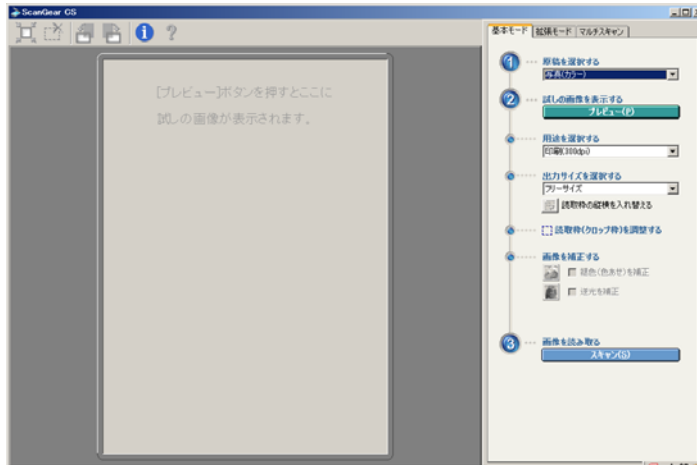 ScanGear CS
[プレビュー]ボタンを押すとここに
試しの画像が表示されます。
基本モード
拡張モード
マルチスキャン
1
原稿を選択する
写真(カラー)
2
試しの画像を表示する
プレビュー(P)
用途を選択する
印刷(300dpi)
出力サイズを選択する
フリーサイズ
読取枠の縦横を入れ替える
読取枠(クロップ枠)を調整する
画像を補正する
褪色(色あせ)を補正
逆光を補正
3
画像を読み取る
スキャン(S)